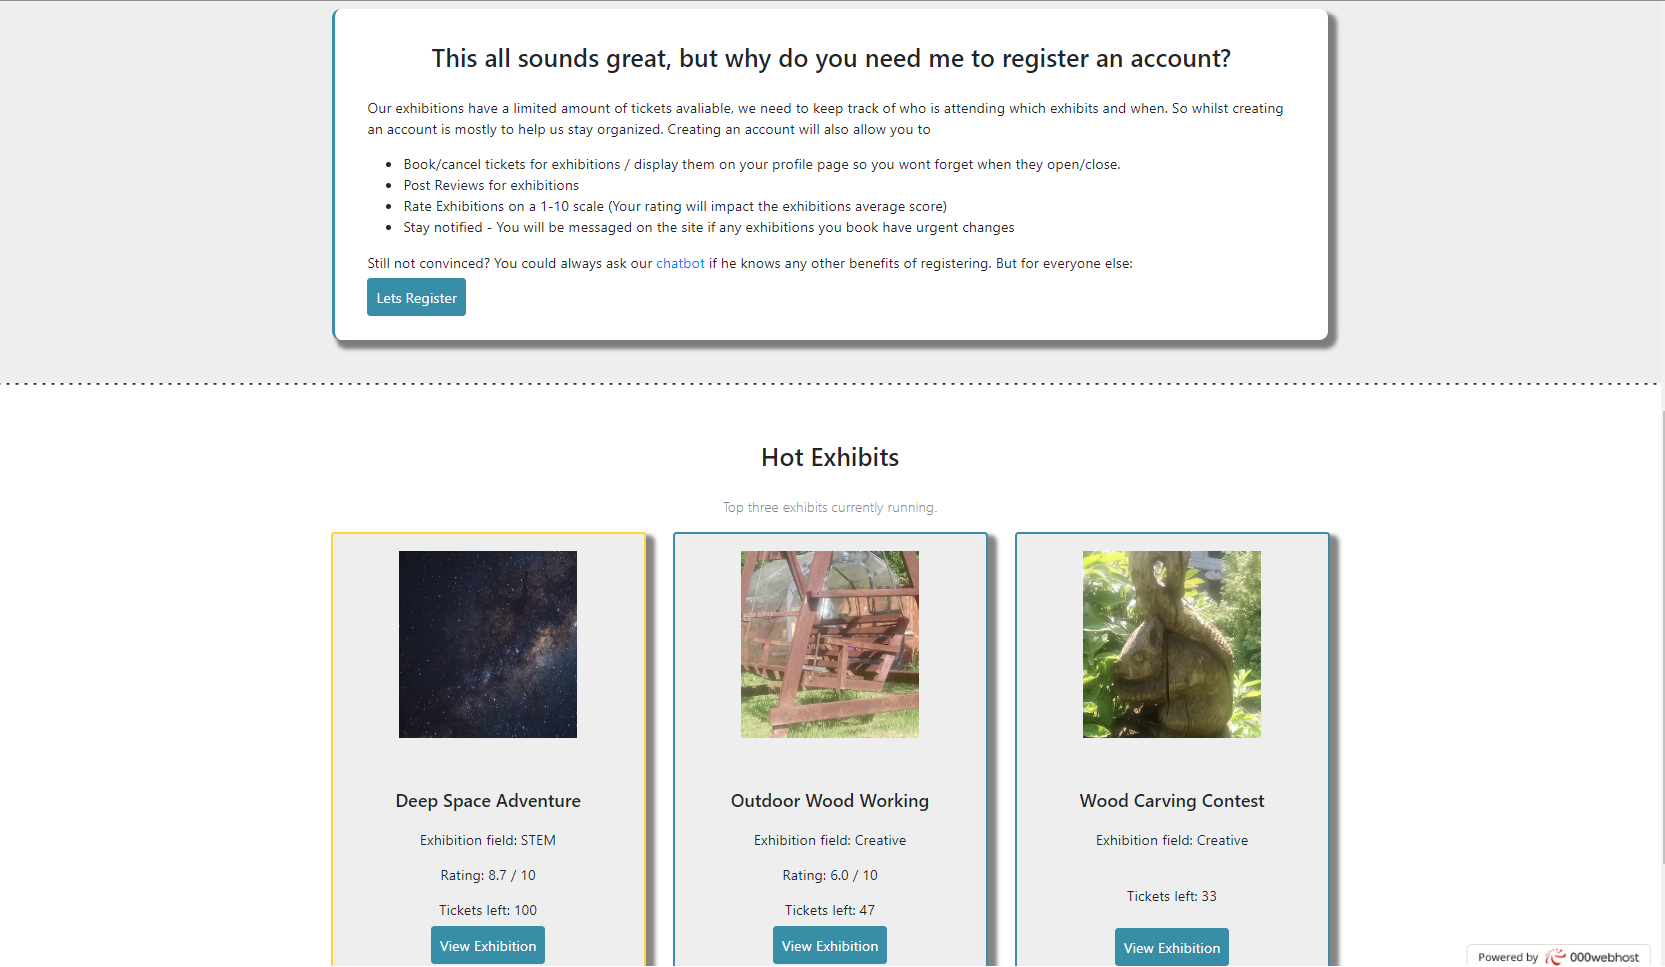 This all sounds great, but why do you need me to register an account?
Our exhibitions have a limited amount of tickets avaliable, we need to keep track of who is attending which exhibits and when. So whilst creating
an account is mostly to help us stay organized. Creating an account will also allow you to
Book/cancel tickets for exhibitions / display them on your profile page so you wont forget when they open/close.
Post Reviews for exhibitions
Rate Exhibitions on a 1-10 scale (Your rating will impact the exhibitions average score)
Stay notified - You will be messaged on the site if any exhibitions you book have urgent changes
Still not convinced? You could always ask our chatbot if he knows any other benefits of registering. But for everyone else:
Lets Register
Hot Exhibits
Top three exhibits currently running.
Deep Space Adventure
Exhibition field: STEM
Rating: 8.7 / 10
Tickets left: 100
View Exhibition
Outdoor Wood Working
Exhibition field: Creative
Rating: 6.0 / 10
Tickets left: 47
View Exhibition
Wood Carving Contest
Exhibition field: Creative
Tickets left: 33
View Exhibition
Powered by 000webhost